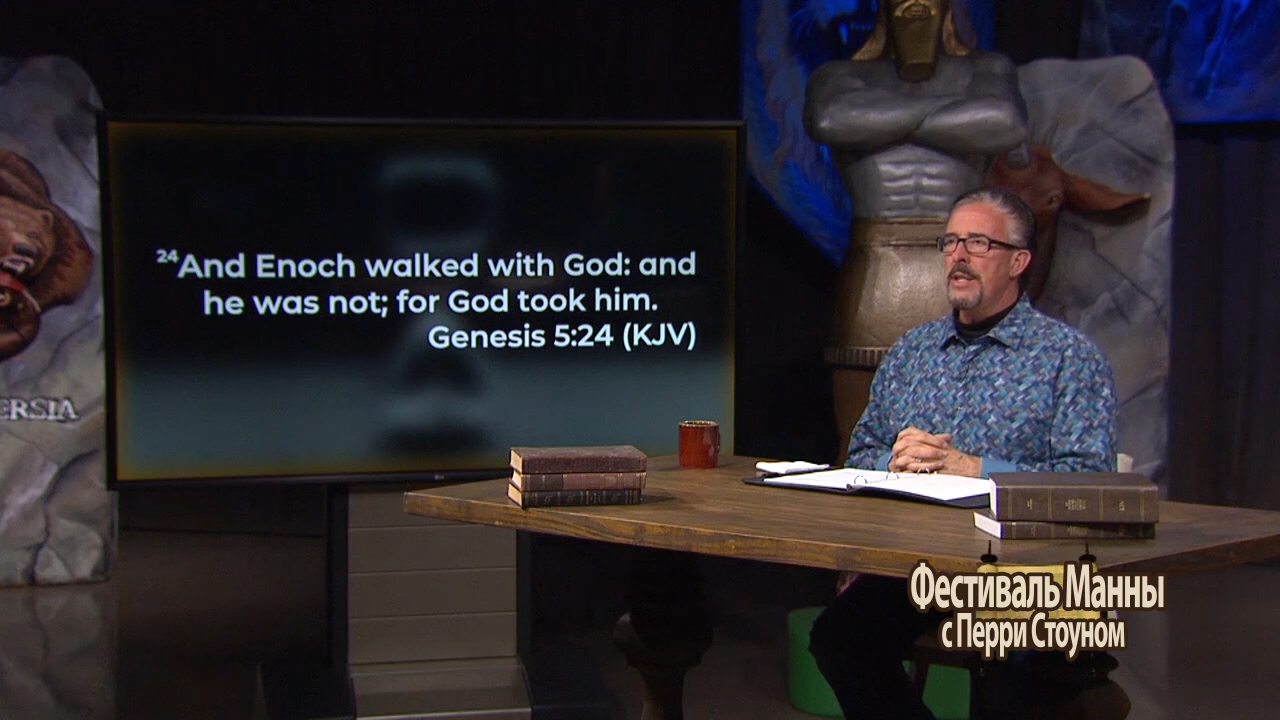 ²⁴And Enoch walked with God: and
he was not; for God took him.
Genesis 5:24 (KJV)
ERSIA
Фестиваль Манны
с Перри Стоуном